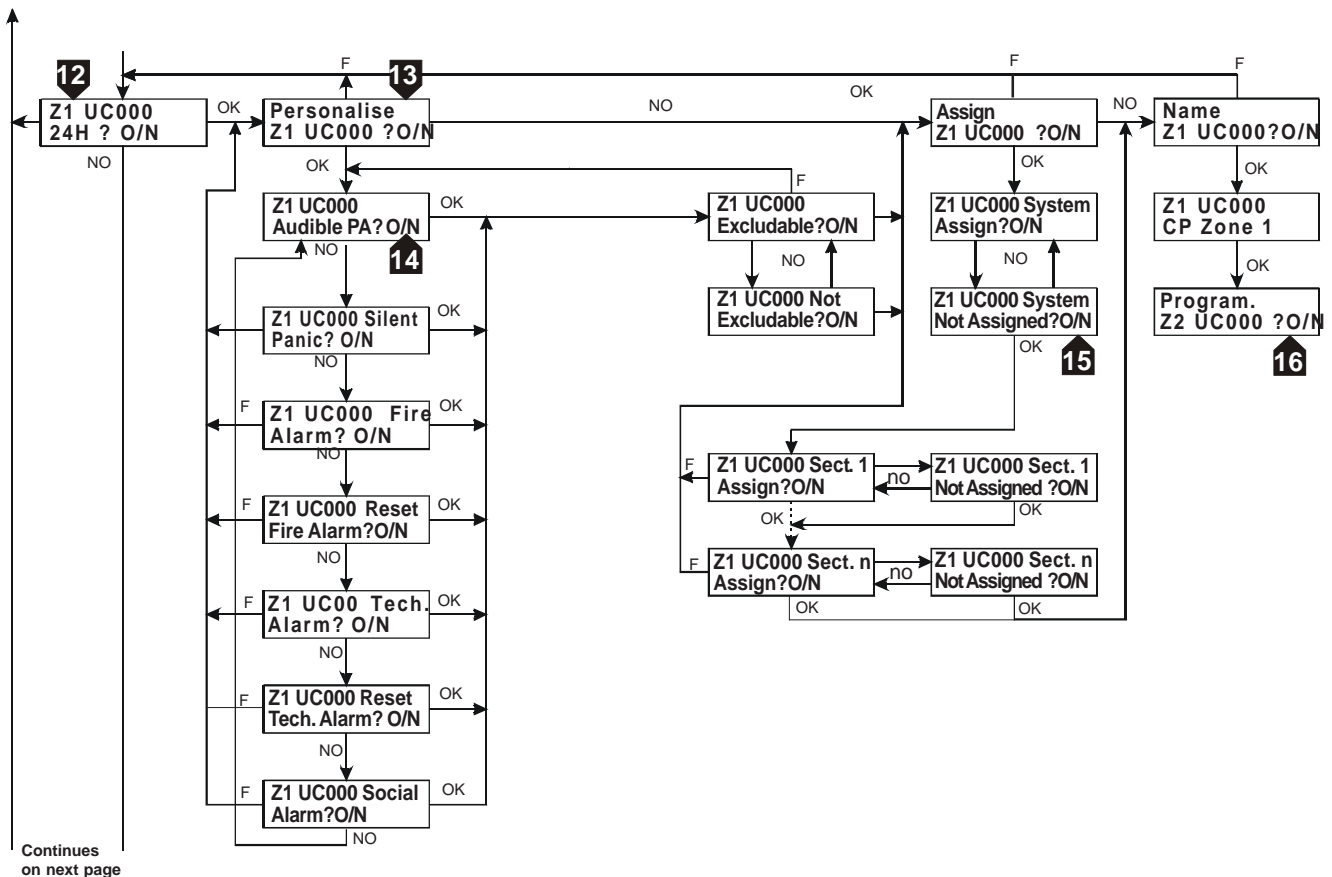 F
F
F
12
13
Z1 UC000
24H ? O/N
OK
Personalise
Z1 UC000 ?O/N
NO
OK
Assign
Z1 UC000 ?O/N
NO
Name
Z1 UC000?O/N
NO
OK
OK
OK
F
Z1 UC000
Audible PA? O/N
OK
Z1 UC000
Excludable?O/N
Z1 UC000 System
Assign?O/N
Z1 UC000
CP Zone 1
NO
14
NO
NO
OK
Z1 UC000 Not
Excludable?O/N
Z1 UC000 System
Not Assigned?O/N
Program.
Z2 UC000 ?O/N
Z1 UC000 Silent
Panic? O/N
OK
NO
OK
15
16
F
Z1 UC000 Fire
Alarm? O/N
OK
NO
F
Z1 UC000 Sect. 1
Assign?O/N
no
Z1 UC000 Sect. 1
Not Assigned ?O/N
OK
OK
F
Z1 UC000 Reset
Fire Alarm?O/N
OK
NO
F
Z1 UC000 Sect. n
Assign?O/N
no
Z1 UC000 Sect. n
Not Assigned ?O/N
OK
OK
F
Z1 UC00 Tech.
Alarm? O/N
OK
NO
F
Z1 UC000 Reset
Tech. Alarm? O/N
OK
NO
F
Z1 UC000 Social
Alarm?O/N
OK
NO
Continues
on next page